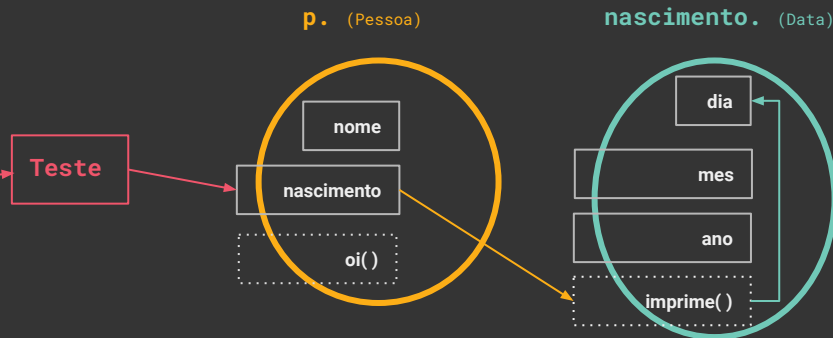 p. (Pessoa)
nascimento. (Data)
Teste
nome
nascimento
oi()
dia
mes
ano
imprime()